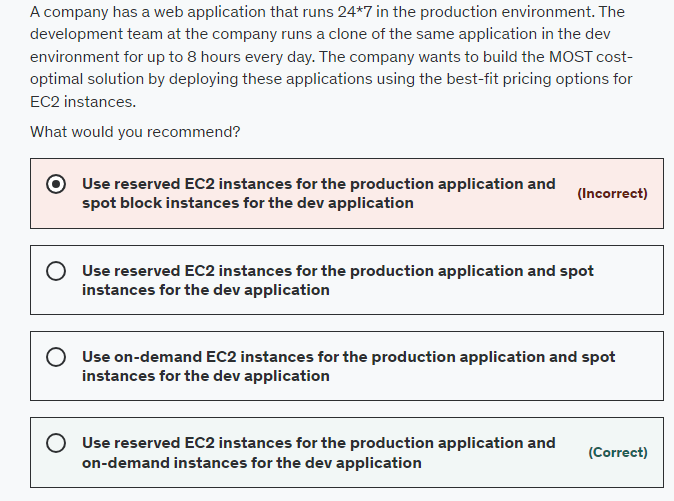 A company has a web application that runs 24*7 in the production environment. The
development team at the company runs a clone of the same application in the dev
environment for up to 8 hours every day. The company wants to build the MOST cost-
optimal solution by deploying these applications using the best-fit pricing options for
EC2 instances.
What would you recommend?
Use reserved EC2 instances for the production application and
spot block instances for the dev application
(Incorrect)
Use reserved EC2 instances for the production application and spot
instances for the dev application
Use on-demand EC2 instances for the production application and spot
instances for the dev application
Use reserved EC2 instances for the production application and
on-demand instances for the dev application
(Correct)